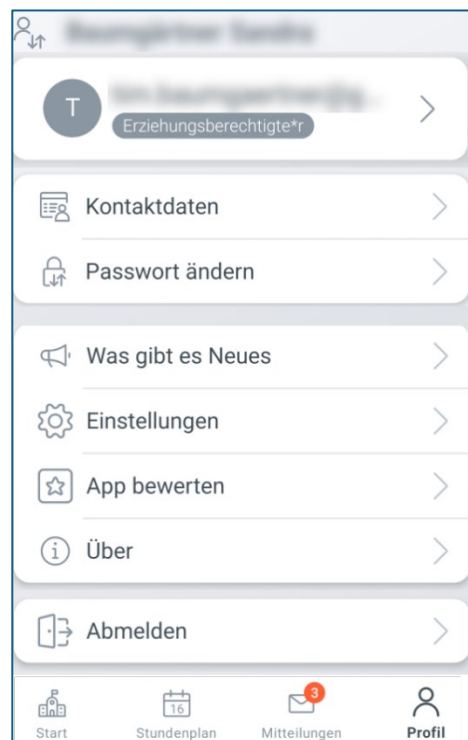 T
Erziehungsberechtigte*r
Kontaktdaten
Passwort ändern
Was gibt es Neues
Einstellungen
App bewerten
Über
Abmelden
16
3
Start
Stundenplan
Mitteilungen
Profil